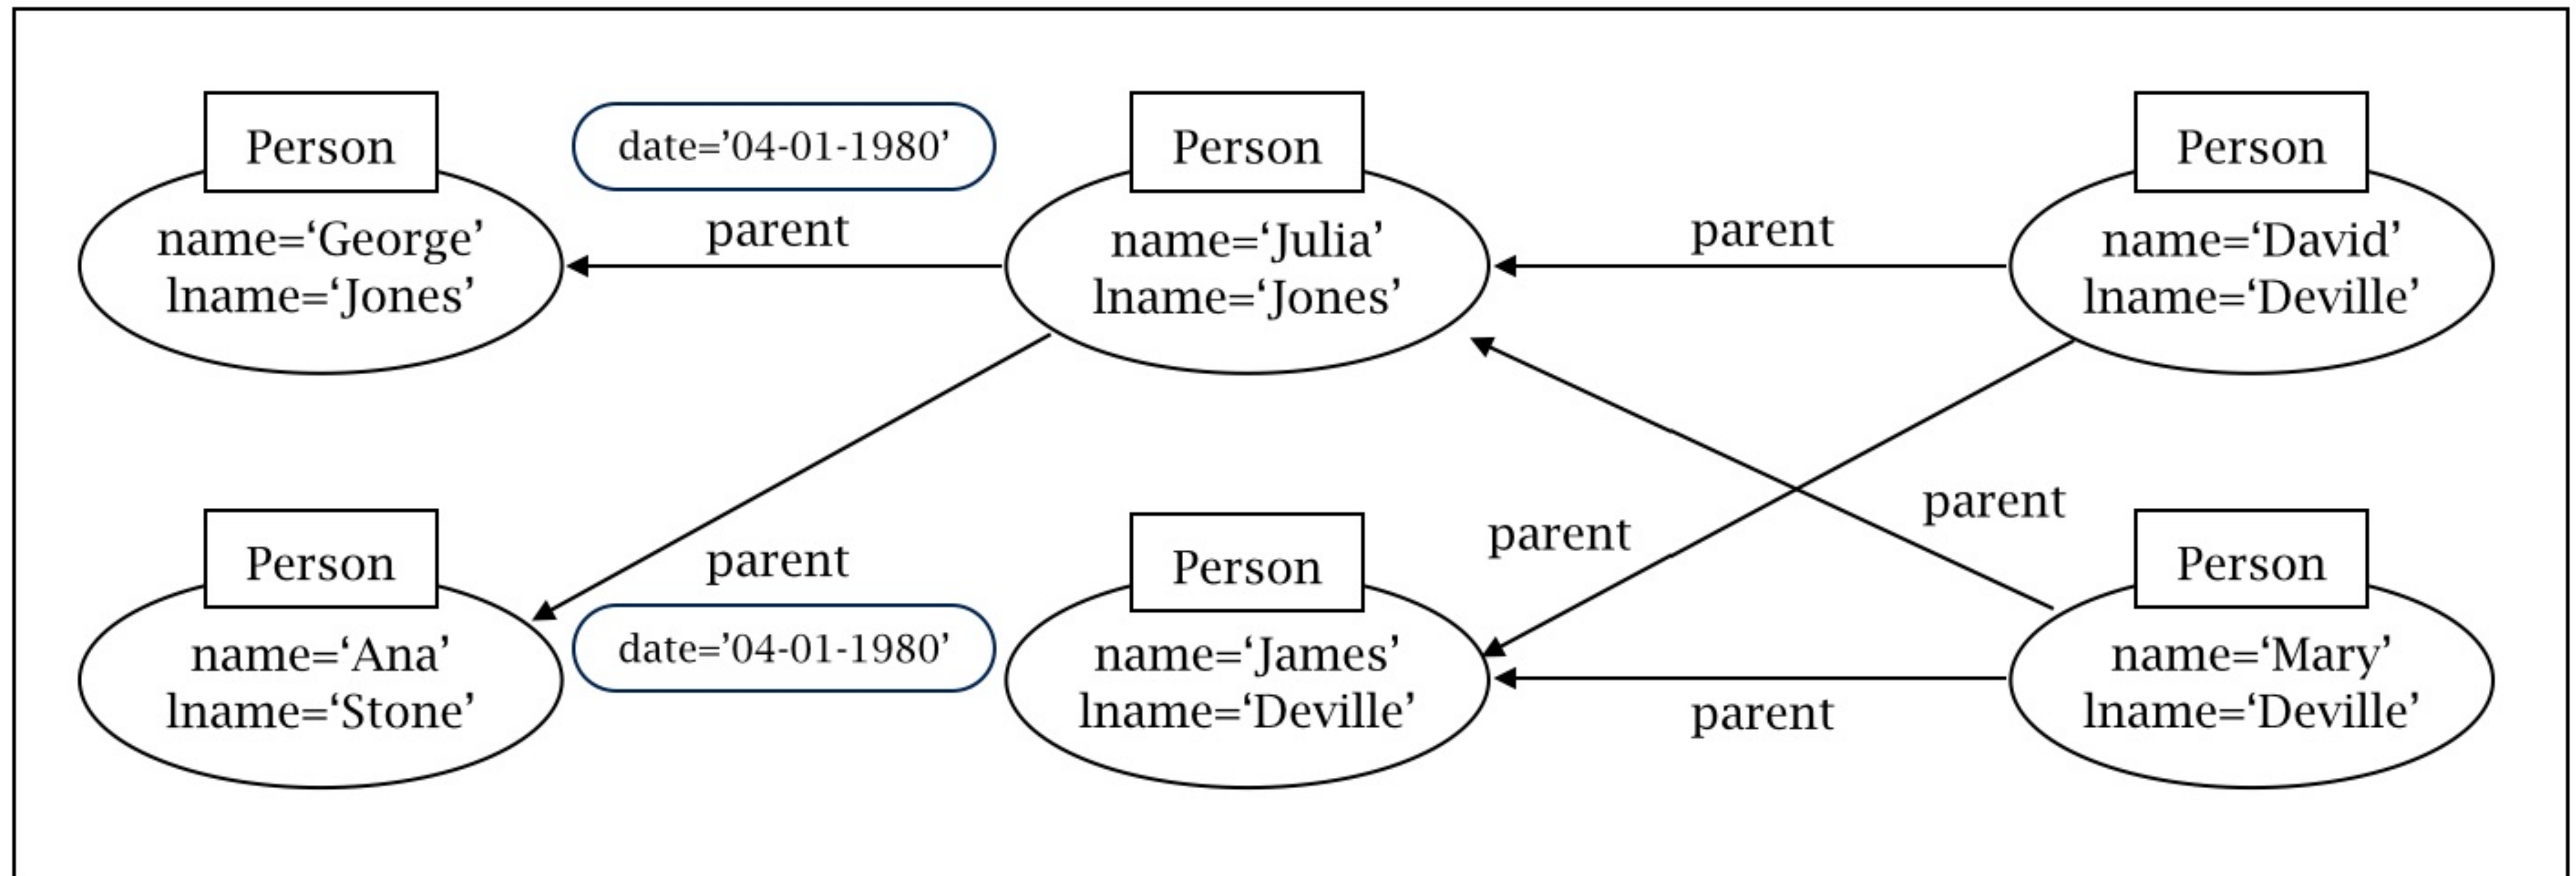 Person
date=’04-01-1980’
Person
Person
name=‘George’
lname=‘Jones’
parent
name=‘Julia’
lname=‘Jones’
parent
name=‘David’
lname=‘Deville’
Person
parent
date=’04-01-1980’
Person
parent
parent
Person
name=‘Ana’
lname=‘Stone’
name=‘James’
lname=‘Deville’
parent
name=‘Mary’
lname=‘Deville’